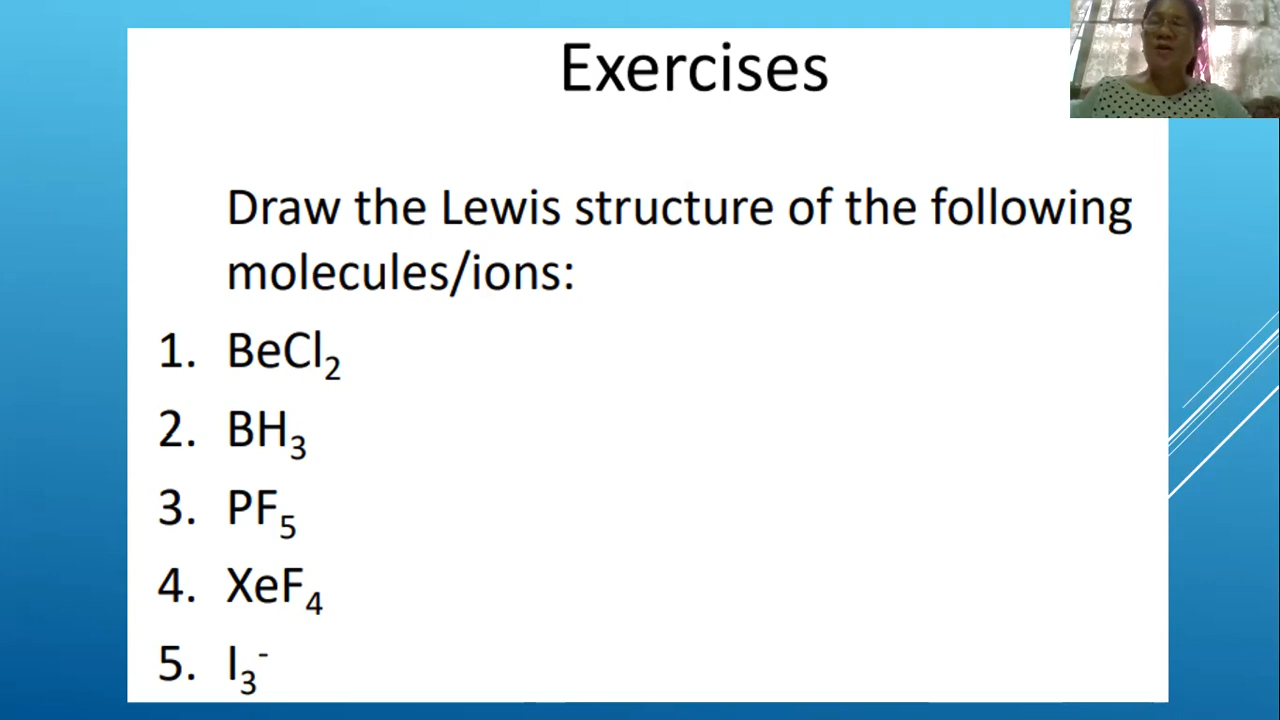 Exercises
Draw the Lewis structure of the following
molecules/ions:
1. BeCl₂
2. BH₃
3. PF₅
4. XeF₄
5. I₃⁻